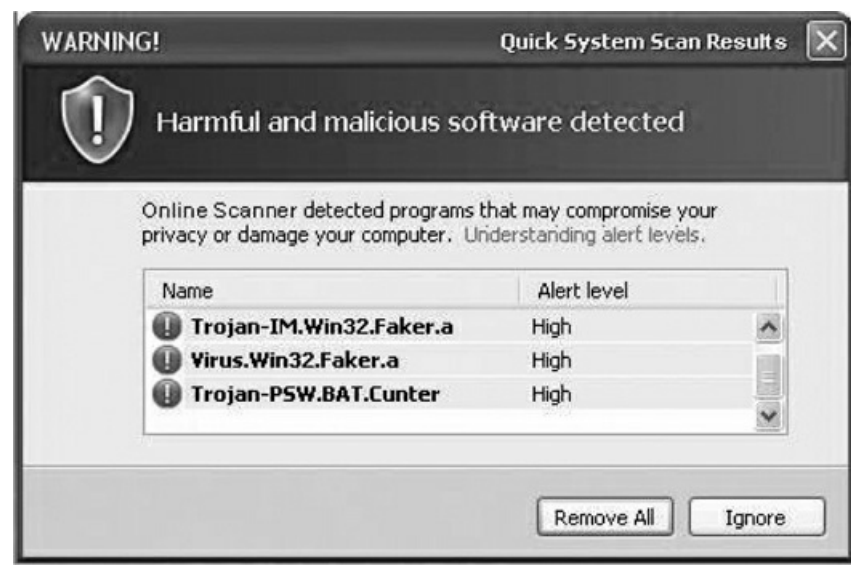 WARNING! Quick System Scan Results
Harmful and malicious software detected
Online Scanner detected programs that may compromise your
privacy or damage your computer. Understanding alert levels.
Name Alert level
Trojan-IM.Win32.Faker.a High
Virus.Win32.Faker.a High
Trojan-PSW.BAT.Cunter High
Remove All Ignore